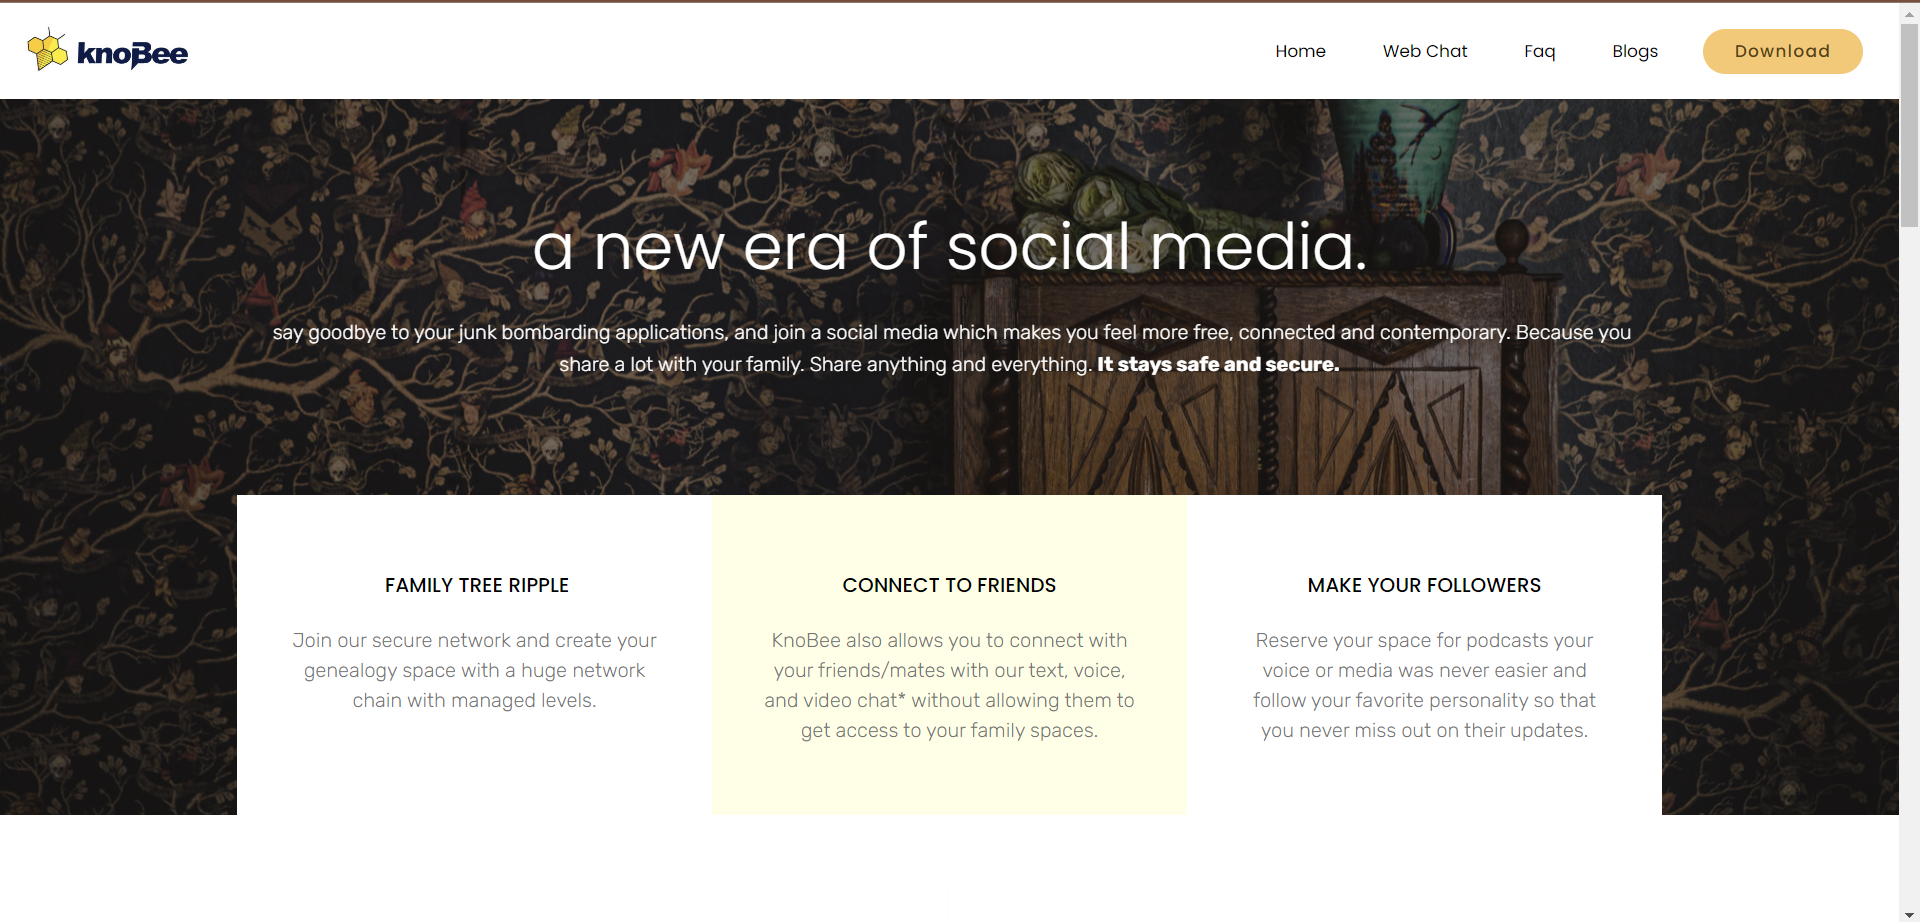 knoBee
Home Web Chat Faq Blogs Download
a new era of social media.
say goodbye to your junk bombarding applications, and join a social media which makes you feel more free, connected and contemporary. Because you
share a lot with your family. Share anything and everything. It stays safe and secure.
FAMILY TREE RIPPLE
Join our secure network and create your
genealogy space with a huge network
chain with managed levels.
CONNECT TO FRIENDS
KnoBee also allows you to connect with
your friends/mates with our text, voice,
and video chat* without allowing them to
get access to your family spaces.
MAKE YOUR FOLLOWERS
Reserve your space for podcasts your
voice or media was never easier and
follow your favorite personality so that
you never miss out on their updates.